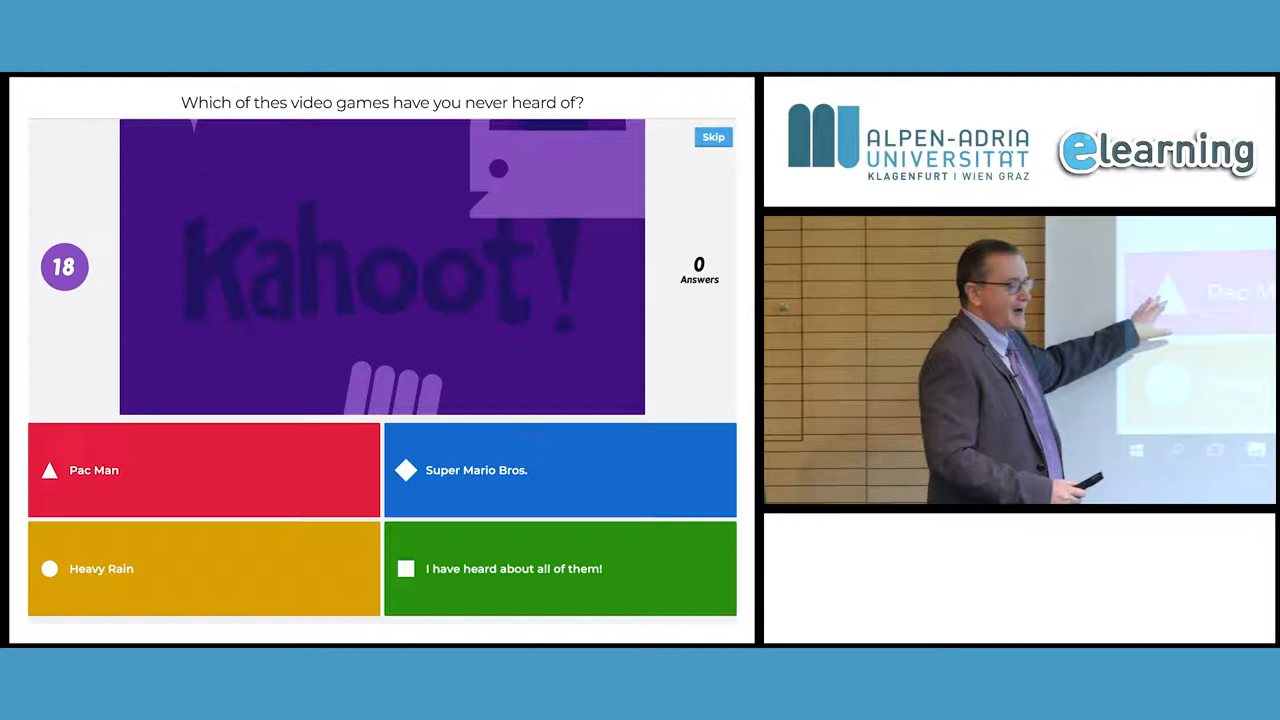 Which of thes video games have you never heard of?
Skip
18
Kahoot!
0
Answers
Pac Man
Super Mario Bros.
Heavy Rain
I have heard about all of them!
ALPEN-ADRIA
UNIVERSITÄT
KLAGENFURT | WIEN GRAZ
elearning
Pac M